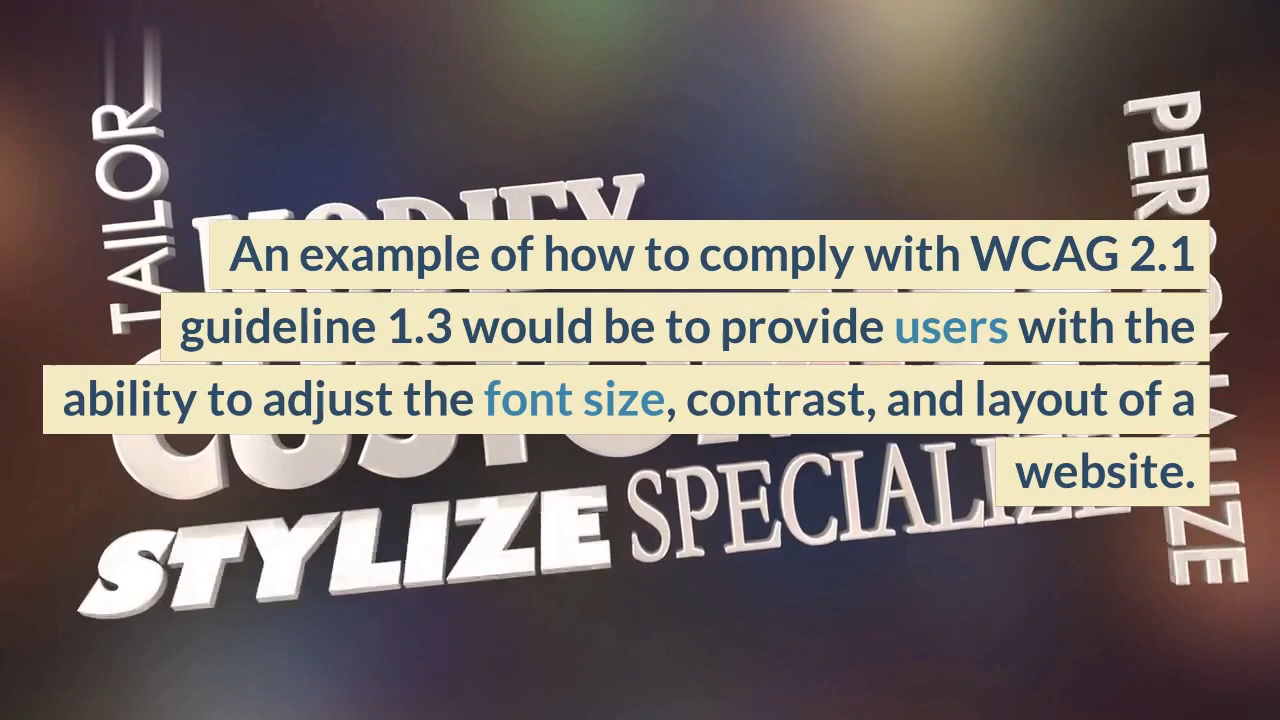 TAILOR
MODIFY
An example of how to comply with WCAG 2.1
guideline 1.3 would be to provide users with the
ability to adjust the font size, contrast, and layout of a
website.
STYLIZE